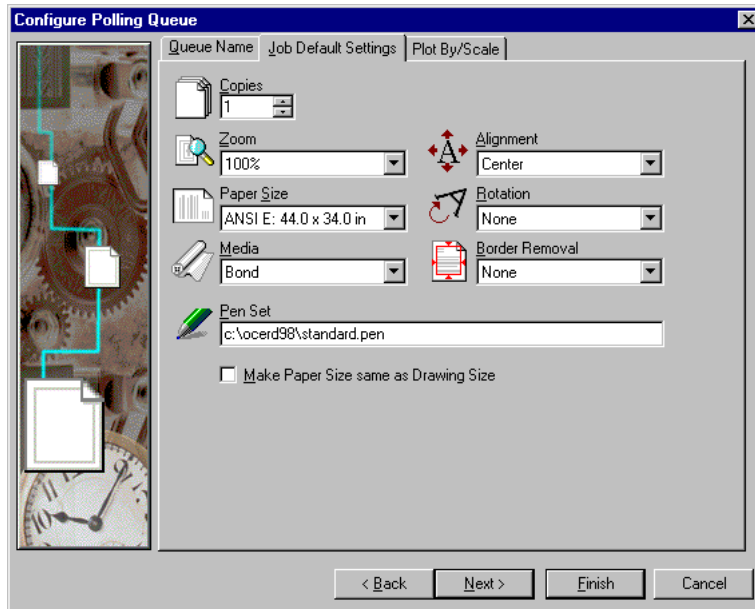 Configure Polling Queue
Queue Name Job Default Settings Plot By/Scale
Copies
1
Zoom Alignment
100% Center
Paper Size Rotation
ANSI E: 44.0 x 34.0 in None
Media Border Removal
Bond None
Pen Set
c:\ocerd98\standard.pen
Make Paper Size same as Drawing Size
< Back Next > Finish Cancel